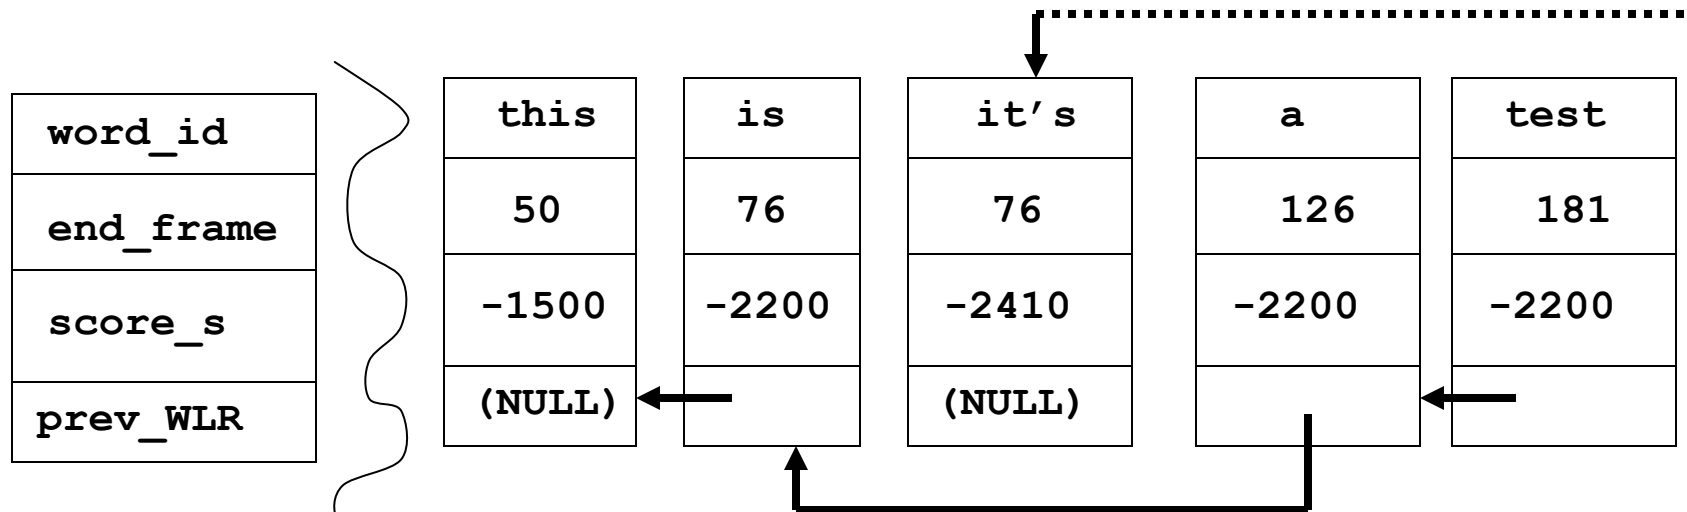 word_id
end_frame
score_s
prev_WLR
this is it’s a test
50 76 76 126 181
-1500 -2200 -2410 -2200 -2200
(NULL) (NULL)